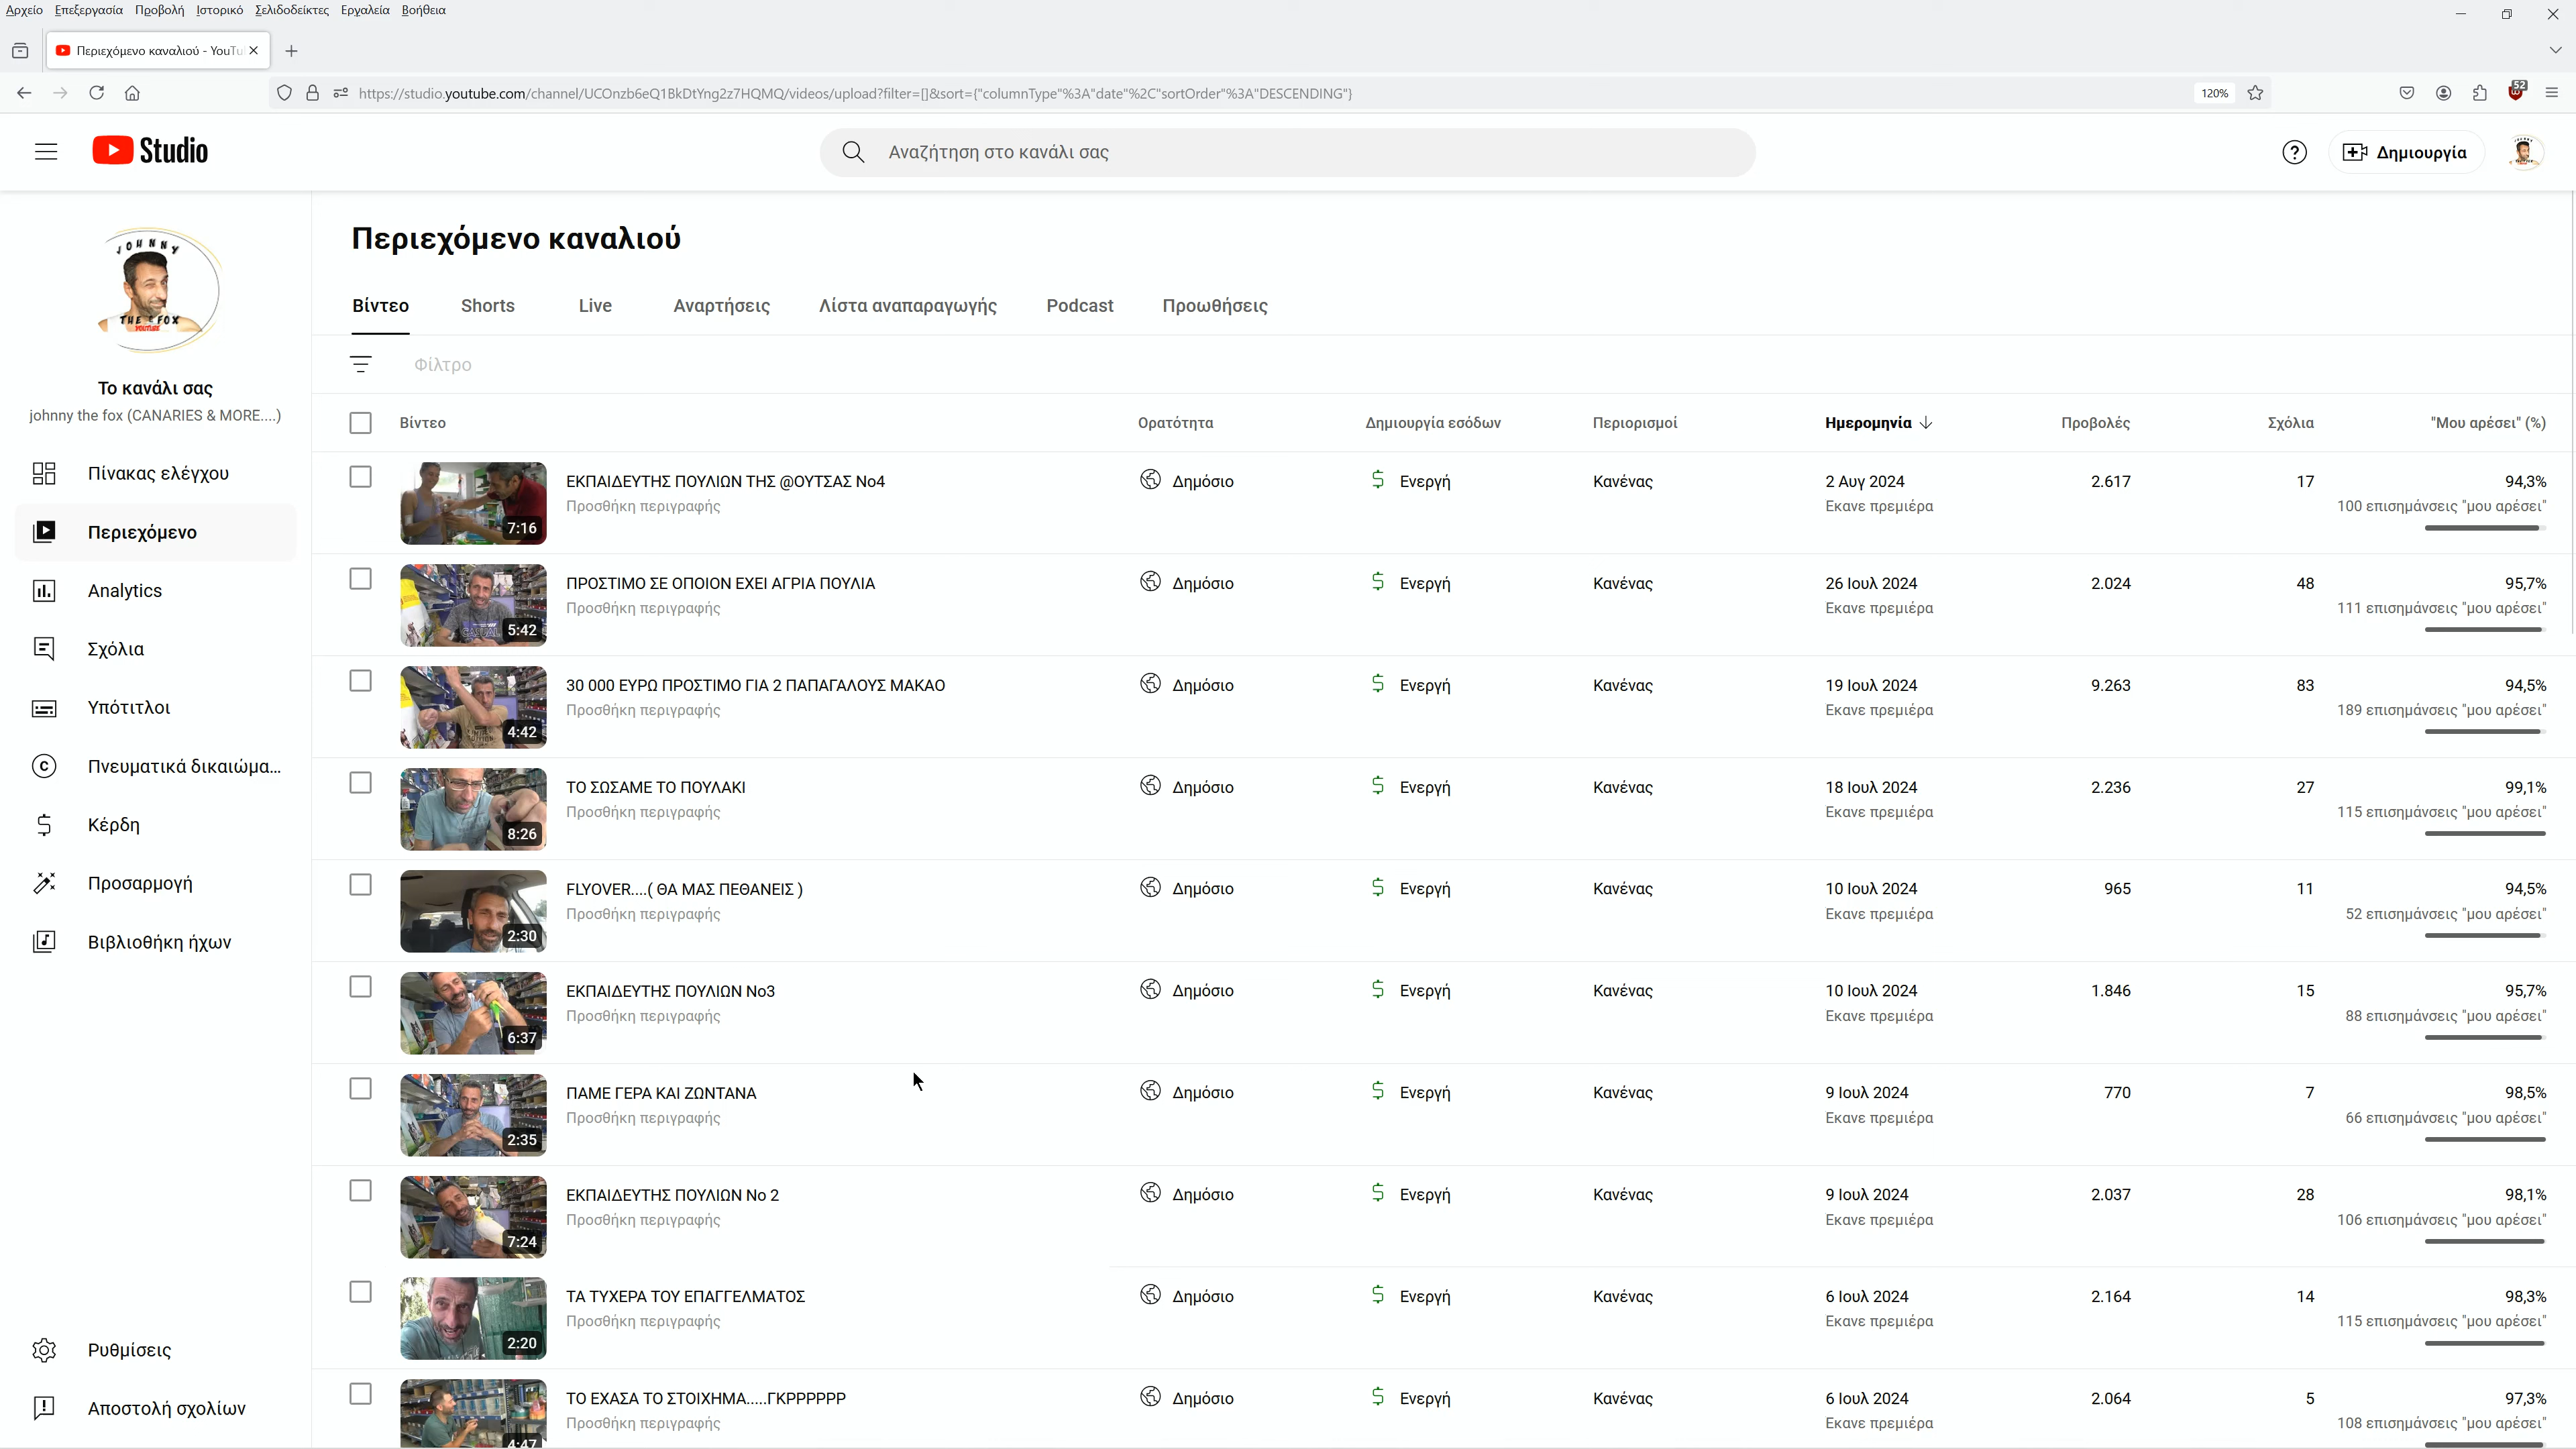 Αρχείο Επεξεργασία Προβολή Ιστορικό Σελιδοδείκτες Εργαλεία Βοήθεια
Περιεχόμενο καναλιού - YouTu
https://studio.youtube.com/channel/UCOnzb6eQ1BkDtYng2z7HQMQ/videos/upload?filter=[]&sort={"columnType"%3A"date"%2C"sortOrder"%3A"DESCENDING"}
120%
52
Studio
Αναζήτηση στο κανάλι σας
Δημιουργία
JOHNNY
THE FOX
YOUTUBE
Το κανάλι σας
johnny the fox (CANARIES & MORE....)
Πίνακας ελέγχου
Περιεχόμενο
Analytics
Σχόλια
Υπότιτλοι
Πνευματικά δικαιώμα...
Κέρδη
Προσαρμογή
Βιβλιοθήκη ήχων
Ρυθμίσεις
Αποστολή σχολίων
Περιεχόμενο καναλιού
Βίντεο Shorts Live Αναρτήσεις Λίστα αναπαραγωγής Podcast Προωθήσεις
Φίλτρο
Βίντεο Ορατότητα Δημιουργία εσόδων Περιορισμοί Ημερομηνία Προβολές Σχόλια "Μου αρέσει" (%)
ΕΚΠΑΙΔΕΥΤΗΣ ΠΟΥΛΙΩΝ ΤΗΣ @ΟΥΤΣΑΣ Νο4 Δημόσιο Ενεργή Κανένας 2 Αυγ 2024 2.617 17 94,3%
Προσθήκη περιγραφής Εκανε πρεμιέρα 100 επισημάνσεις "μου αρέσει"
7:16
ΠΡΟΣΤΙΜΟ ΣΕ ΟΠΟΙΟΝ ΕΧΕΙ ΑΓΡΙΑ ΠΟΥΛΙΑ Δημόσιο Ενεργή Κανένας 26 Ιουλ 2024 2.024 48 95,7%
Προσθήκη περιγραφής Εκανε πρεμιέρα 111 επισημάνσεις "μου αρέσει"
5:42
30 000 ΕΥΡΩ ΠΡΟΣΤΙΜΟ ΓΙΑ 2 ΠΑΠΑΓΑΛΟΥΣ ΜΑΚΑΟ Δημόσιο Ενεργή Κανένας 19 Ιουλ 2024 9.263 83 94,5%
Προσθήκη περιγραφής Εκανε πρεμιέρα 189 επισημάνσεις "μου αρέσει"
4:42
ΤΟ ΣΩΣΑΜΕ ΤΟ ΠΟΥΛΑΚΙ Δημόσιο Ενεργή Κανένας 18 Ιουλ 2024 2.236 27 99,1%
Προσθήκη περιγραφής Εκανε πρεμιέρα 115 επισημάνσεις "μου αρέσει"
8:26
FLYOVER....( ΘΑ ΜΑΣ ΠΕΘΑΝΕΙΣ ) Δημόσιο Ενεργή Κανένας 10 Ιουλ 2024 965 11 94,5%
Προσθήκη περιγραφής Εκανε πρεμιέρα 52 επισημάνσεις "μου αρέσει"
2:30
ΕΚΠΑΙΔΕΥΤΗΣ ΠΟΥΛΙΩΝ Νο3 Δημόσιο Ενεργή Κανένας 10 Ιουλ 2024 1.846 15 95,7%
Προσθήκη περιγραφής Εκανε πρεμιέρα 88 επισημάνσεις "μου αρέσει"
6:37
ΠΑΜΕ ΓΕΡΑ ΚΑΙ ΖΩΝΤΑΝΑ Δημόσιο Ενεργή Κανένας 9 Ιουλ 2024 770 7 98,5%
Προσθήκη περιγραφής Εκανε πρεμιέρα 66 επισημάνσεις "μου αρέσει"
2:35
ΕΚΠΑΙΔΕΥΤΗΣ ΠΟΥΛΙΩΝ Νο 2 Δημόσιο Ενεργή Κανένας 9 Ιουλ 2024 2.037 28 98,1%
Προσθήκη περιγραφής Εκανε πρεμιέρα 106 επισημάνσεις "μου αρέσει"
7:24
ΤΑ ΤΥΧΕΡΑ ΤΟΥ ΕΠΑΓΓΕΛΜΑΤΟΣ Δημόσιο Ενεργή Κανένας 6 Ιουλ 2024 2.164 14 98,3%
Προσθήκη περιγραφής Εκανε πρεμιέρα 115 επισημάνσεις "μου αρέσει"
2:20
ΤΟ ΕΧΑΣΑ ΤΟ ΣΤΟΙΧΗΜΑ.....ΓΚΡΡΡΡΡΡ Δημόσιο Ενεργή Κανένας 6 Ιουλ 2024 2.064 5 97,3%
Προσθήκη περιγραφής Εκανε πρεμιέρα 108 επισημάνσεις "μου αρέσει"
4:47